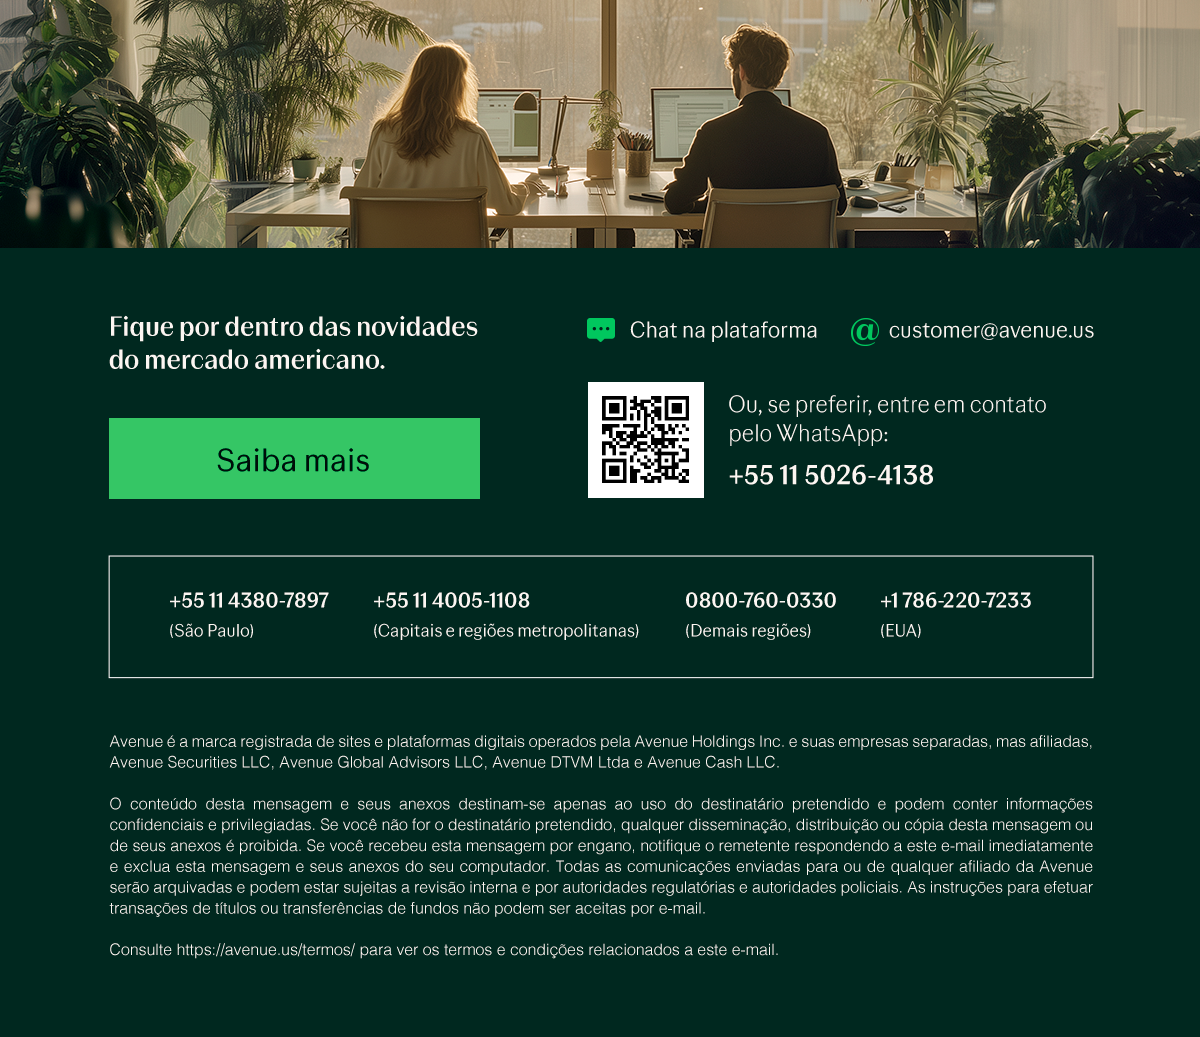 Fique por dentro das novidades
do mercado americano.
Saiba mais
Chat na plataforma
@ customer@avenue.us
Ou, se preferir, entre em contato
pelo WhatsApp:
+55 11 5026-4138
+55 11 4380-7897
(São Paulo)
+55 11 4005-1108
(Capitais e regiões metropolitanas)
0800-760-0330
(Demais regiões)
+1 786-220-7233
(EUA)
Avenue é a marca registrada de sites e plataformas digitais operados pela Avenue Holdings Inc. e suas empresas separadas, mas afiliadas,
Avenue Securities LLC, Avenue Global Advisors LLC, Avenue DTVM Ltda e Avenue Cash LLC.
O conteúdo desta mensagem e seus anexos destinam-se apenas ao uso do destinatário pretendido e podem conter informações
confidenciais e privilegiadas. Se você não for o destinatário pretendido, qualquer disseminação, distribuição ou cópia desta mensagem ou
de seus anexos é proibida. Se você recebeu esta mensagem por engano, notifique o remetente respondendo a este e-mail imediatamente
e exclua esta mensagem e seus anexos do seu computador. Todas as comunicações enviadas para ou de qualquer afiliado da Avenue
serão arquivadas e podem estar sujeitas a revisão interna e por autoridades regulatórias e autoridades policiais. As instruções para efetuar
transações de títulos ou transferências de fundos não podem ser aceitas por e-mail.
Consulte https://avenue.us/termos/ para ver os termos e condições relacionados a este e-mail.